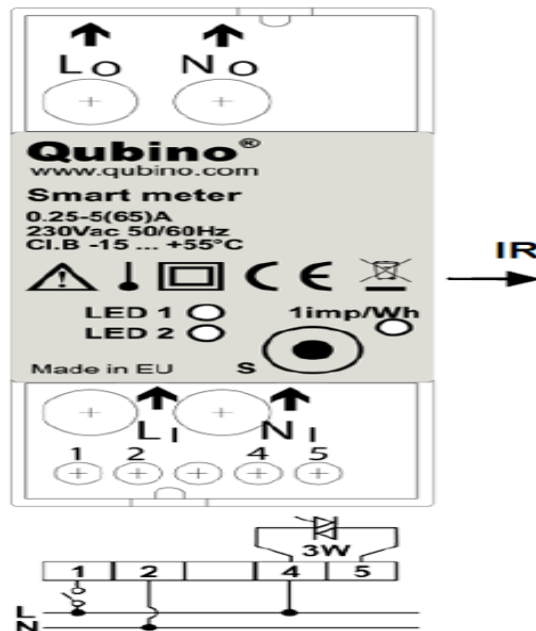 LO NO
Qubino®
www.qubino.com
Smart meter
0.25-5(65)A
230Vac 50/60Hz
Cl.B -15 ... +55°C
IR
LED 1 1imp/Wh
LED 2
Made in EU S
LI NI
1 2 4 5
3W
1 2 4 5
L
N